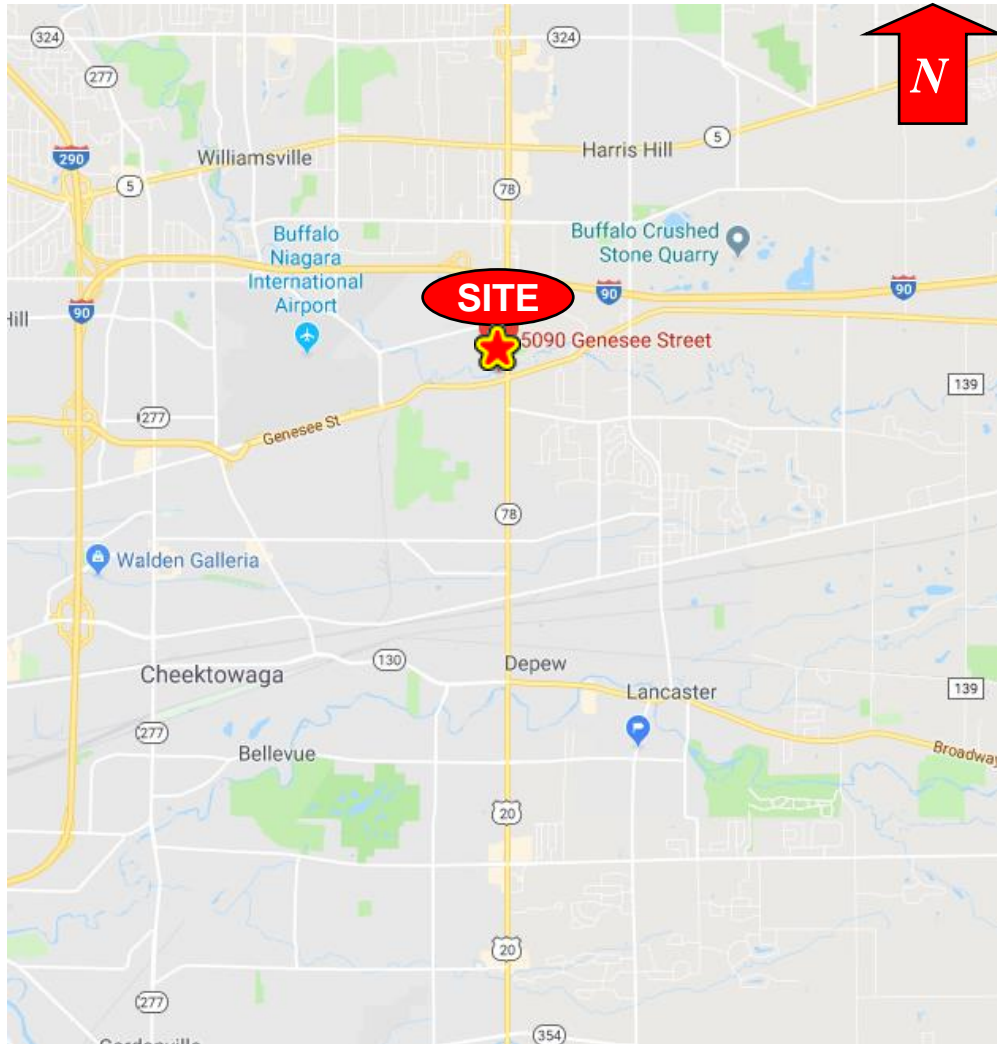 324
324
277
N
5
290
Williamsville
Harris Hill
5
78
Buffalo
Niagara
International
Airport
Buffalo Crushed
Stone Quarry
90
90
90
SITE
5090 Genesee Street
139
277
Genesee St
78
Walden Galleria
130
Depew
Cheektowaga
Lancaster
139
277
Bellevue
Broadway
20
20
277
354